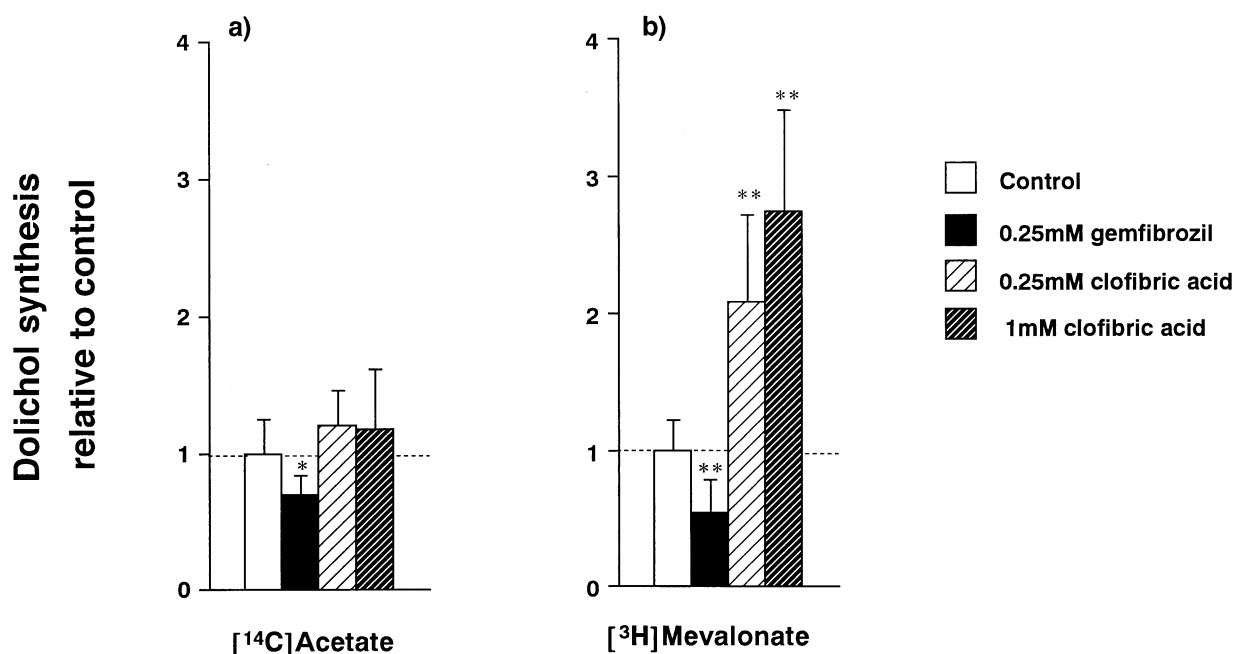 a)
b)
4
3
2
1
0
4
3
2
1
0
Dolichol synthesis
relative to control
*
**
**
**
[¹⁴C]Acetate
[³H]Mevalonate
Control
0.25mM gemfibrozil
0.25mM clofibric acid
1mM clofibric acid